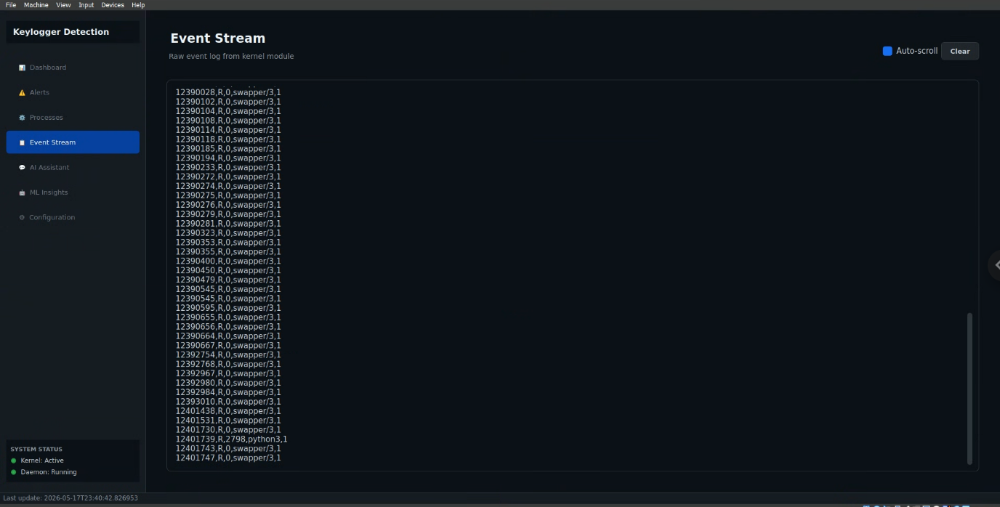 File Machine View Input Devices Help
Keylogger Detection
Dashboard
Alerts
Processes
Event Stream
AI Assistant
ML Insights
Configuration
SYSTEM STATUS
Kernel: Active
Daemon: Running
Event Stream
Raw event log from kernel module
Auto-scroll Clear
12390028,R,0,swapper/3,1
12390102,R,0,swapper/3,1
12390104,R,0,swapper/3,1
12390108,R,0,swapper/3,1
12390114,R,0,swapper/3,1
12390118,R,0,swapper/3,1
12390185,R,0,swapper/3,1
12390194,R,0,swapper/3,1
12390233,R,0,swapper/3,1
12390272,R,0,swapper/3,1
12390274,R,0,swapper/3,1
12390275,R,0,swapper/3,1
12390276,R,0,swapper/3,1
12390279,R,0,swapper/3,1
12390281,R,0,swapper/3,1
12390323,R,0,swapper/3,1
12390353,R,0,swapper/3,1
12390355,R,0,swapper/3,1
12390400,R,0,swapper/3,1
12390450,R,0,swapper/3,1
12390479,R,0,swapper/3,1
12390545,R,0,swapper/3,1
12390545,R,0,swapper/3,1
12390595,R,0,swapper/3,1
12390655,R,0,swapper/3,1
12390656,R,0,swapper/3,1
12390664,R,0,swapper/3,1
12390667,R,0,swapper/3,1
12392754,R,0,swapper/3,1
12392768,R,0,swapper/3,1
12392967,R,0,swapper/3,1
12392980,R,0,swapper/3,1
12392984,R,0,swapper/3,1
12393010,R,0,swapper/3,1
12401438,R,0,swapper/3,1
12401531,R,0,swapper/3,1
12401730,R,0,swapper/3,1
12401739,R,2798,python3,1
12401743,R,0,swapper/3,1
12401747,R,0,swapper/3,1
Last update: 2026-05-17T23:40:42.826953